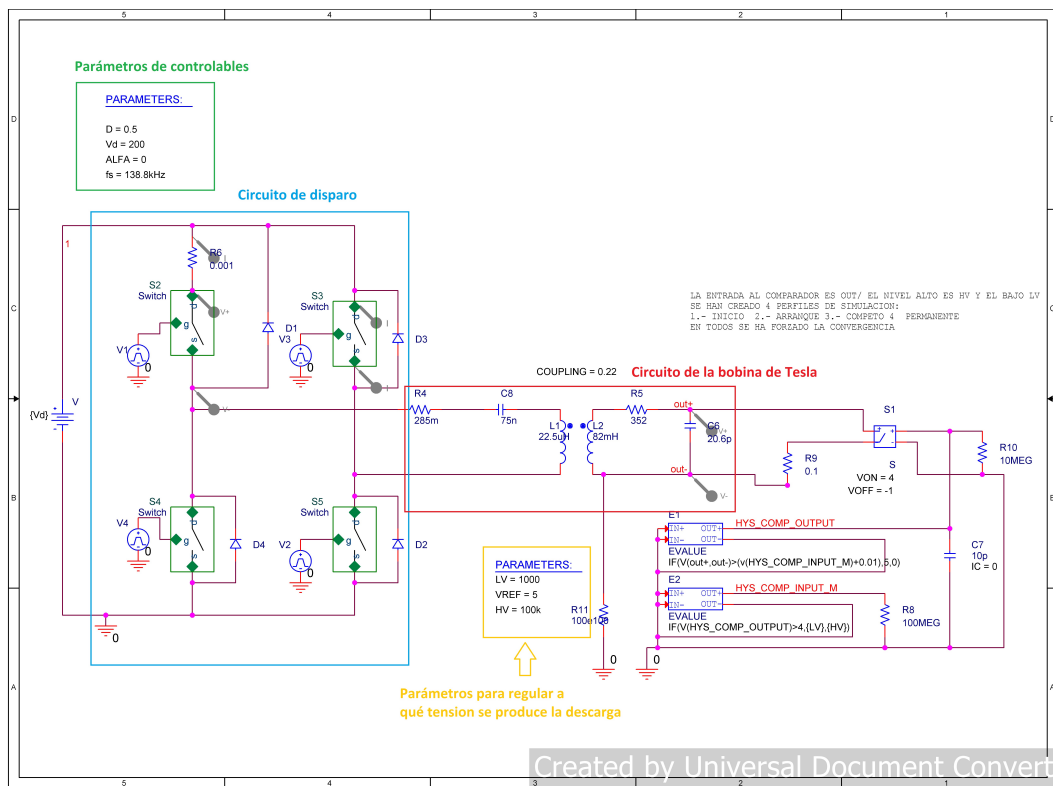 5 4 3 2 1
D
C
B
A
Parámetros de controlables
PARAMETERS:
D = 0.5
Vd = 200
ALFA = 0
fs = 138.8kHz
Circuito de disparo
1
R6
0.001
I
S2
Switch
p
g
s
V+
V1
0
D1
S3
Switch
p
g
s
I
V3
0
D3
I
V-
V
{Vd}
+
-
S4
Switch
p
g
s
V4
0
D4
S5
Switch
p
g
s
V2
0
D2
0
LA ENTRADA AL COMPARADOR ES OUT/ EL NIVEL ALTO ES HV Y EL BAJO LV
SE HAN CREADO 4 PERFILES DE SIMULACION:
1.- INICIO 2.- ARRANQUE 3.- COMPETO 4 PERMANENTE
EN TODOS SE HA FORZADO LA CONVERGENCIA
COUPLING = 0.22
Circuito de la bobina de Tesla
R4
285m
C8
75n
L1
22.5uH
L2
82mH
R5
352
out+
C6
20.6p
V+
out-
V-
R9
0.1
S1
+
-
+
-
S
VON = 4
VOFF = -1
R10
10MEG
E1
IN+ OUT+
IN- OUT-
HYS_COMP_OUTPUT
EVALUE
IF(V(out+,out-)>(v(HYS_COMP_INPUT_M)+0.01),5,0)
E2
IN+ OUT+
IN- OUT-
HYS_COMP_INPUT_M
EVALUE
IF(V(HYS_COMP_OUTPUT)>4,{LV},{HV})
C7
10p
IC = 0
R8
100MEG
PARAMETERS:
LV = 1000
VREF = 5
HV = 100k
R11
100e100
0
0
Parámetros para regular a
qué tension se produce la descarga
Created by Universal Document Convert
5 4 3 2 1